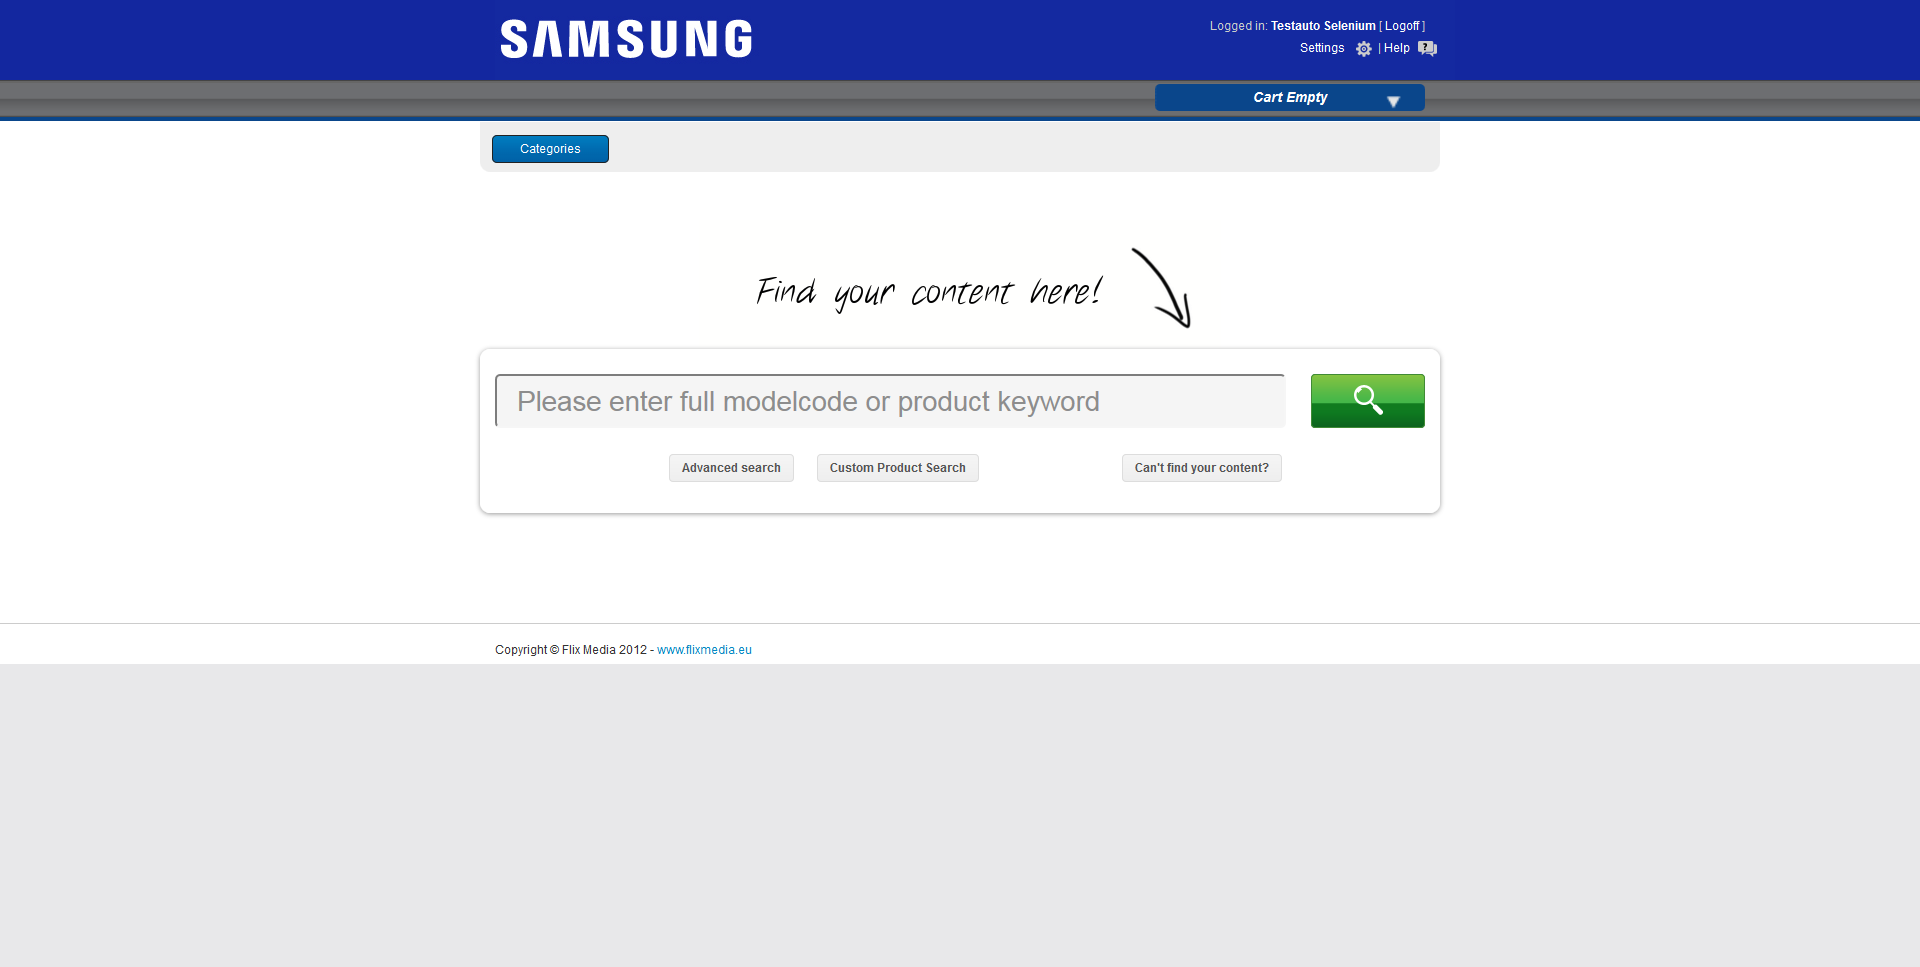 SAMSUNG
Logged in: Testauto Selenium [ Logoff ]
Settings | Help
Cart Empty
Categories
Find your content here!
Please enter full modelcode or product keyword
Advanced search
Custom Product Search
Can't find your content?
Copyright © Flix Media 2012 - www.flixmedia.eu